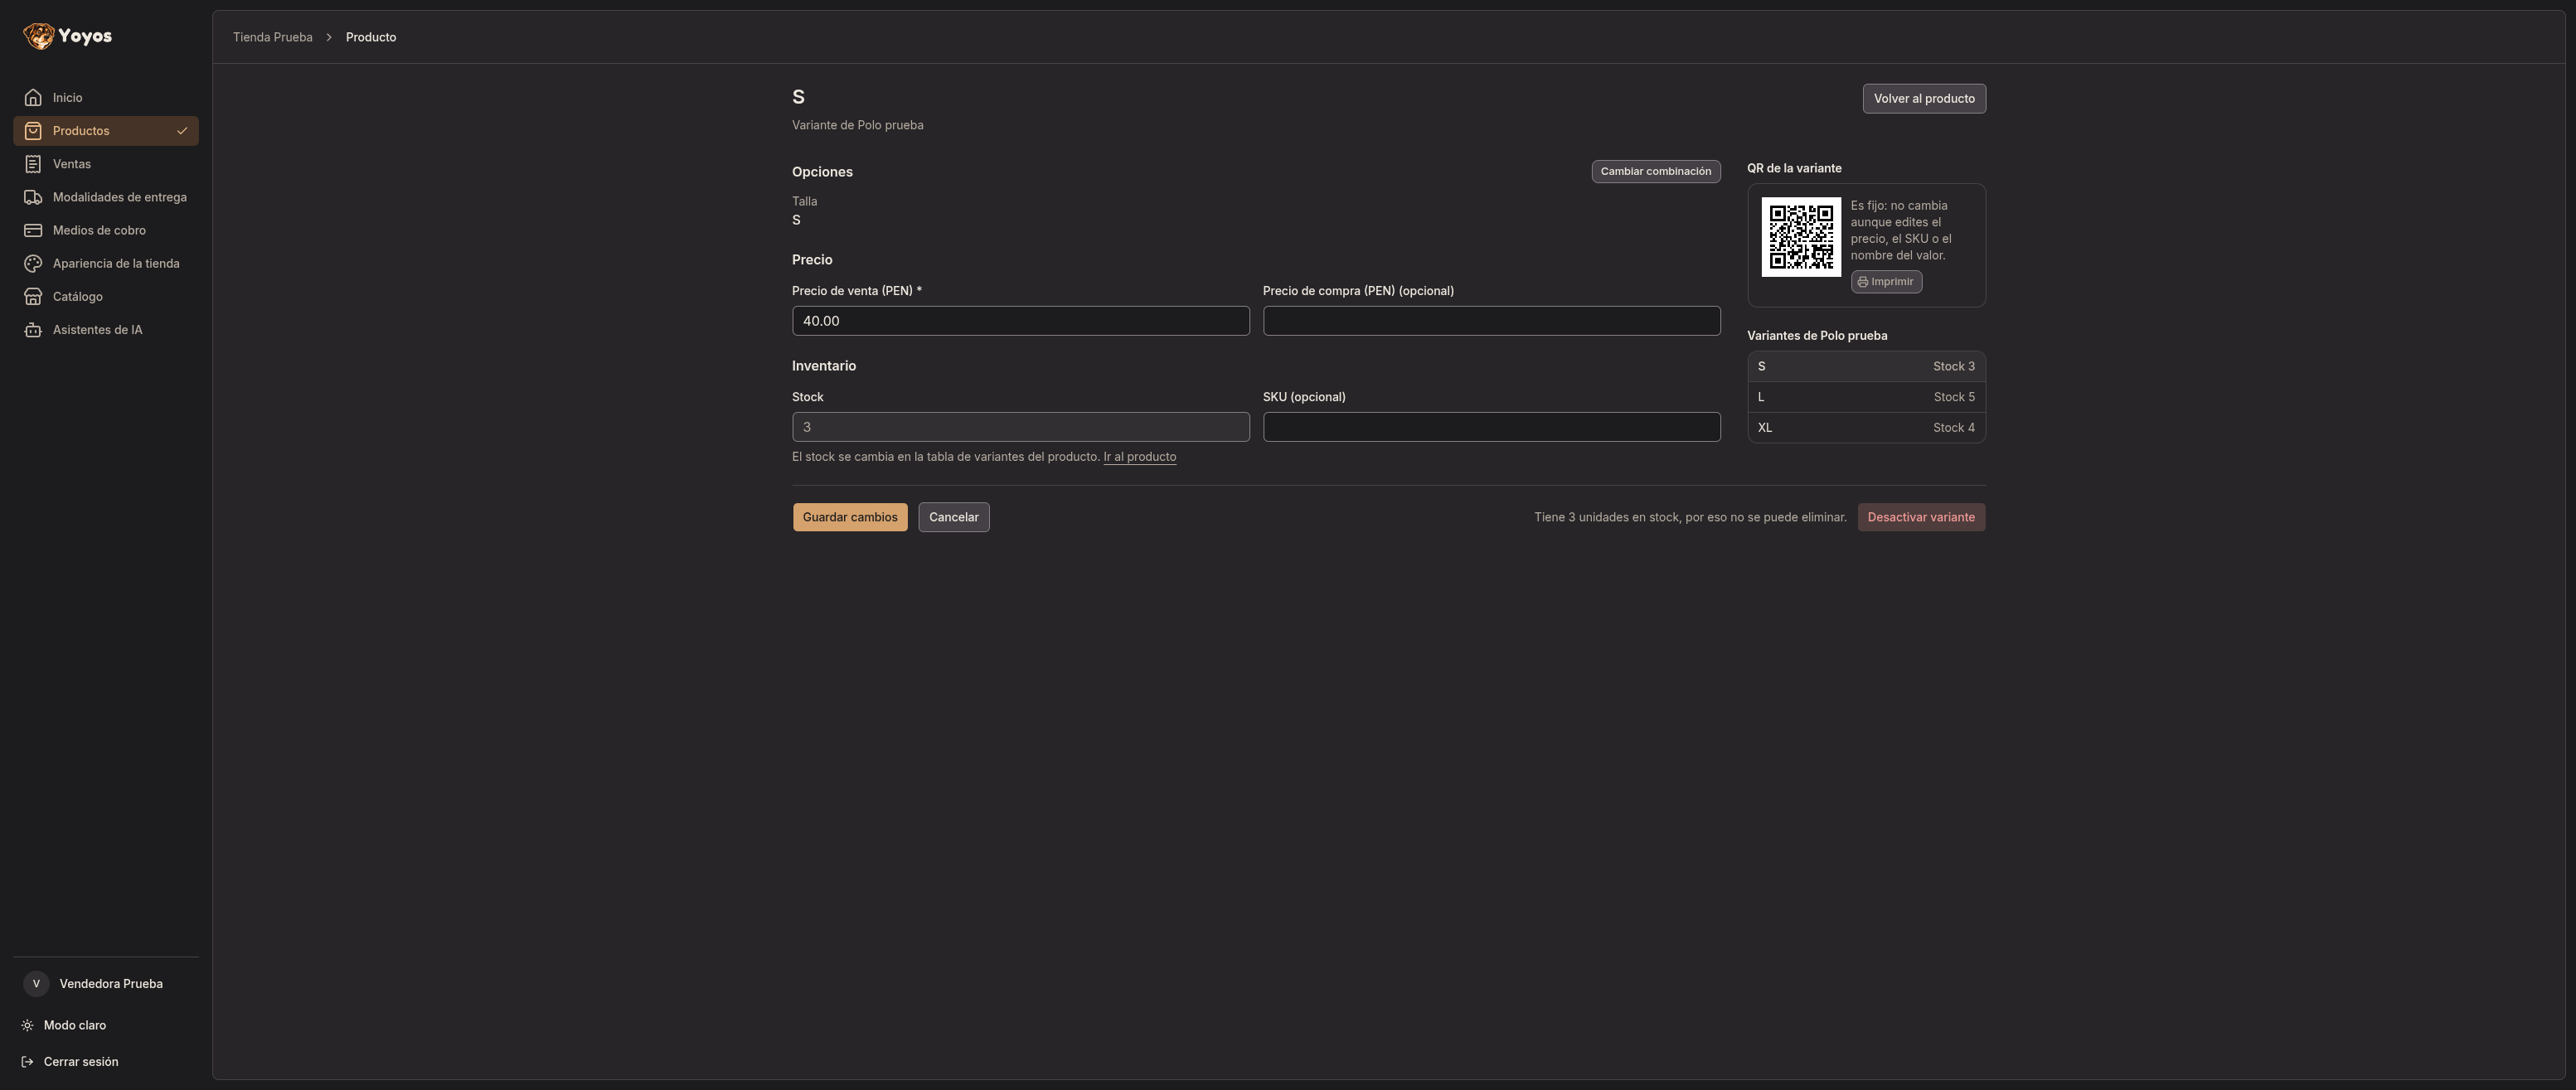 Yoyos
Inicio
Productos
Ventas
Modalidades de entrega
Medios de cobro
Apariencia de la tienda
Catálogo
Asistentes de IA
Vendedora Prueba
V
Modo claro
Cerrar sesión
Tienda Prueba > Producto
S
Variante de Polo prueba
Volver al producto
Opciones
Cambiar combinación
Talla
S
Precio
Precio de venta (PEN) *
Precio de compra (PEN) (opcional)
40.00
Inventario
Stock
SKU (opcional)
3
El stock se cambia en la tabla de variantes del producto. Ir al producto
QR de la variante
Es fijo: no cambia
aunque edites el
precio, el SKU o el
nombre del valor.
Imprimir
Variantes de Polo prueba
S Stock 3
L Stock 5
XL Stock 4
Guardar cambios
Cancelar
Tiene 3 unidades en stock, por eso no se puede eliminar.
Desactivar variante